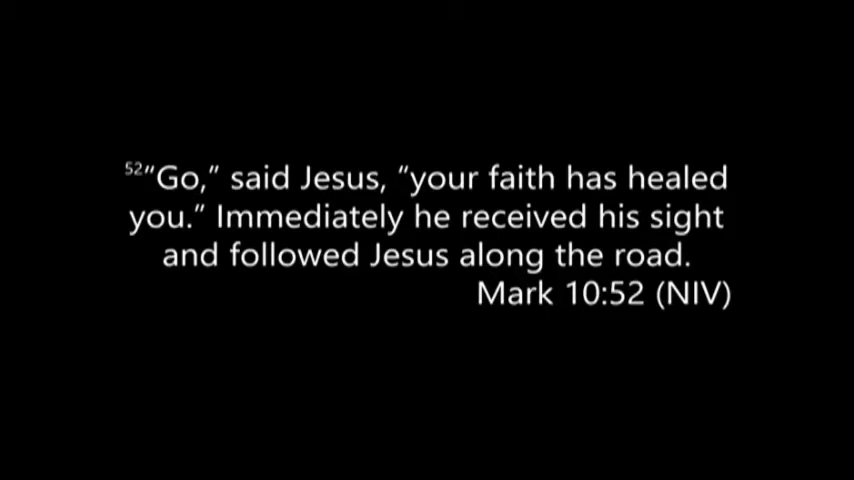 ⁵²“Go,” said Jesus, “your faith has healed
you.” Immediately he received his sight
and followed Jesus along the road.
Mark 10:52 (NIV)